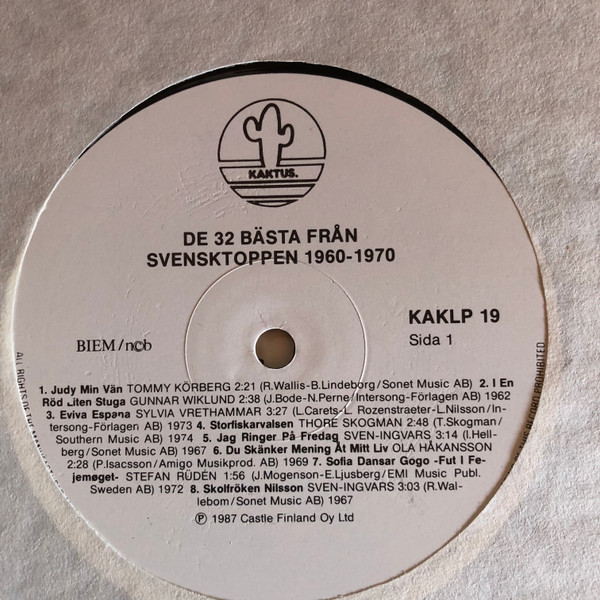 KAKTUS.
DE 32 BÄSTA FRÅN
SVENSKTOPPEN 1960-1970
KAKLP 19
BIEM/ncb
Sida 1
1. Judy Min Vän TOMMY KÖRBERG 2:21 (R.Wallis-B.Lindeborg/Sonet Music AB) 2. I En
Röd Liten Stuga GUNNAR WIKLUND 2:38 (J.Bode-N.Perne/Intersong-Förlagen AB) 1962
3. Eviva Espana SYLVIA VRETHAMMAR 3:27 (L.Carets-L. Rozenstraeter-L.Nilsson/In-
tersong-Förlagen AB) 1973 4. Storfiskarvalsen THORE SKOGMAN 2:48 (T.Skogman/
Southern Music AB) 1974 5. Jag Ringer På Fredag SVEN-INGVARS 3:14 (I.Hell-
berg/Sonet Music AB) 1967 6. Du Skänker Mening Åt Mitt Liv OLA HÅKANSSON
2:28 (P.Isacsson/Amigo Musikprod. AB) 1969 7. Sofia Dansar Gogo -Fut I Fe-
jemøget- STEFAN RÜDÉN 1:56 (J.Mogenson-E.Ljusberg/EMI Music Publ.
Sweden AB) 1972 8. Skolfröken Nilsson SVEN-INGVARS 3:03 (R.Wal-
lebom/Sonet Music AB) 1967
℗ 1987 Castle Finland Oy Ltd
ALL RIGHTS OF THE
RECORD PROHIBITED